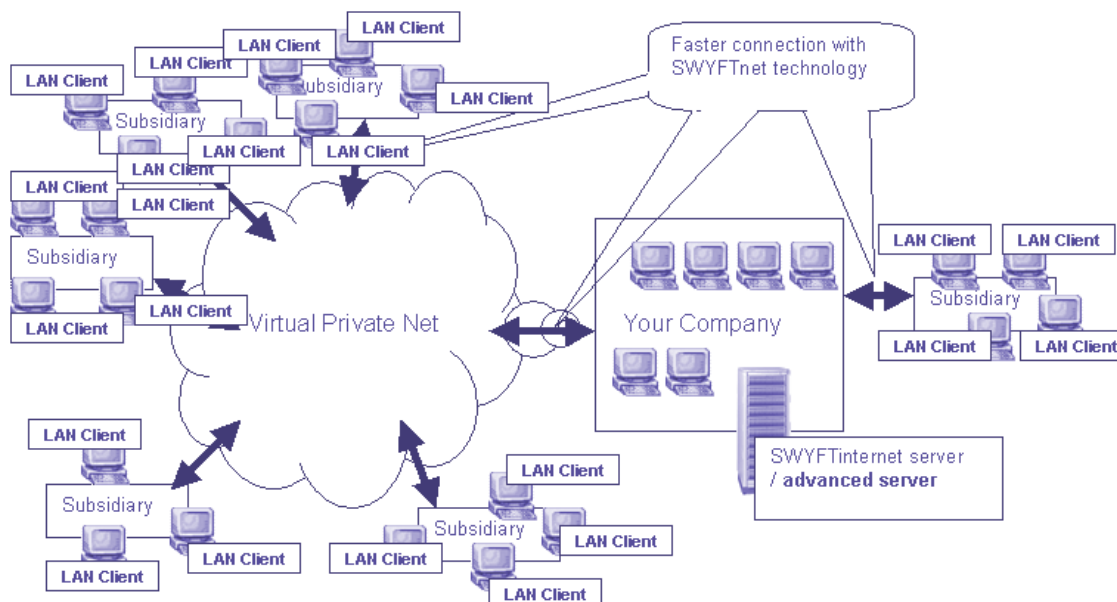 LAN Client
LAN Client
Faster connection with
SWYFTnet technology
LAN Client
LAN Client
Subsidiary
LAN Client
Subsidiary
LAN Client
LAN Client
LAN Client
LAN Client
LAN Client
LAN Client
LAN Client
Subsidiary
Subsidiary
LAN Client
LAN Client
Virtual Private Net
Your Company
LAN Client
LAN Client
LAN Client
LAN Client
SWYFTinternet server
/ advanced server
LAN Client
Subsidiary
Subsidiary
LAN Client
LAN Client
LAN Client
LAN Client
LAN Client